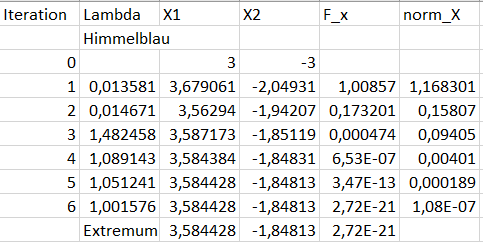 Iteration Lambda X1 X2 F_x norm_X
Himmelblau
0 3 -3
1 0,013581 3,679061 -2,04931 1,00857 1,168301
2 0,014671 3,56294 -1,94207 0,173201 0,15807
3 1,482458 3,587173 -1,85119 0,000474 0,09405
4 1,089143 3,584384 -1,84831 6,53E-07 0,00401
5 1,051241 3,584428 -1,84813 3,47E-13 0,000189
6 1,001576 3,584428 -1,84813 2,72E-21 1,08E-07
Extremum 3,584428 -1,84813 2,72E-21